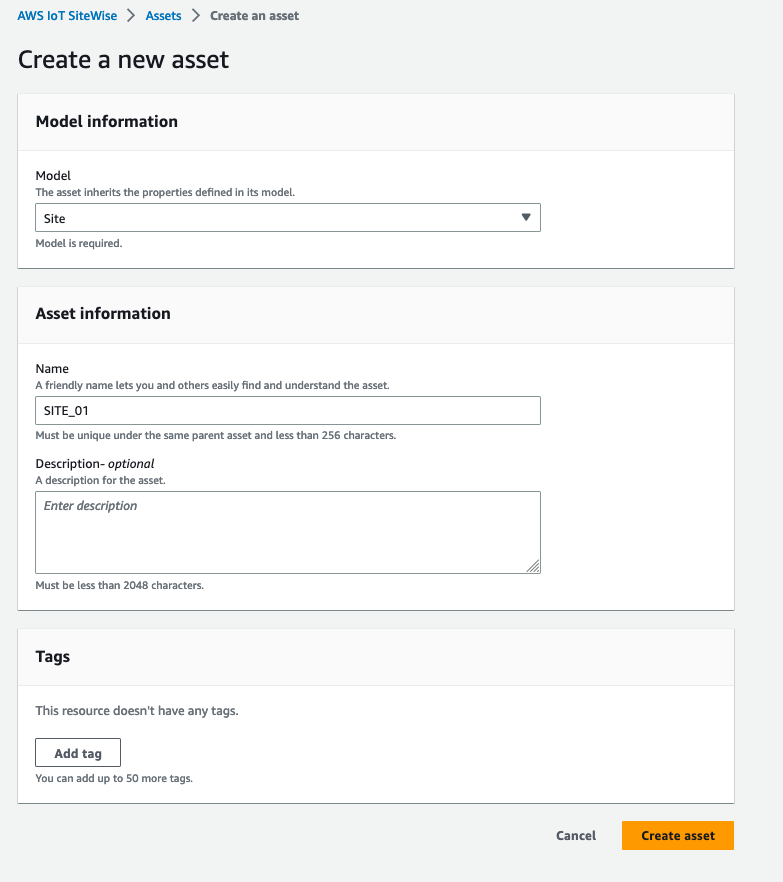 AWS IoT SiteWise > Assets > Create an asset
Create a new asset
Model information
Model
The asset inherits the properties defined in its model.
Site
Model is required.
Asset information
Name
A friendly name lets you and others easily find and understand the asset.
SITE_01
Must be unique under the same parent asset and less than 256 characters.
Description- optional
A description for the asset.
Enter description
Must be less than 2048 characters.
Tags
This resource doesn't have any tags.
Add tag
You can add up to 50 more tags.
Cancel Create asset